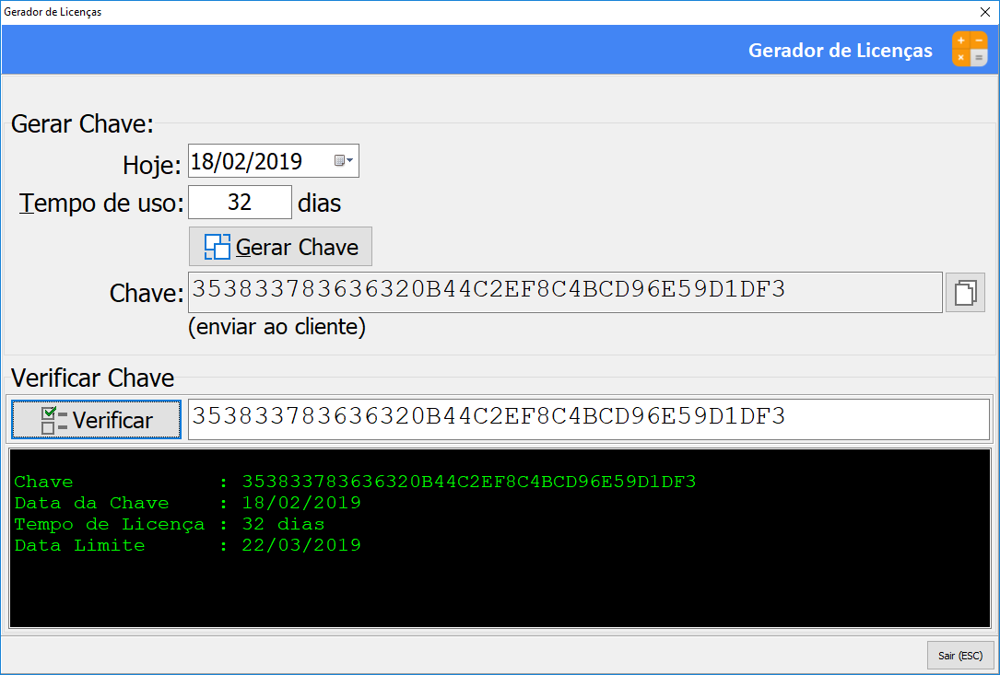 Gerador de Licenças
Gerador de Licenças
Gerar Chave:
Hoje: 18/02/2019
Tempo de uso: 32 dias
Gerar Chave
Chave: 353833783636320B44C2EF8C4BCD96E59D1DF3
(enviar ao cliente)
Verificar Chave
Verificar 353833783636320B44C2EF8C4BCD96E59D1DF3
Chave : 353833783636320B44C2EF8C4BCD96E59D1DF3
Data da Chave : 18/02/2019
Tempo de Licença : 32 dias
Data Limite : 22/03/2019
Sair (ESC)